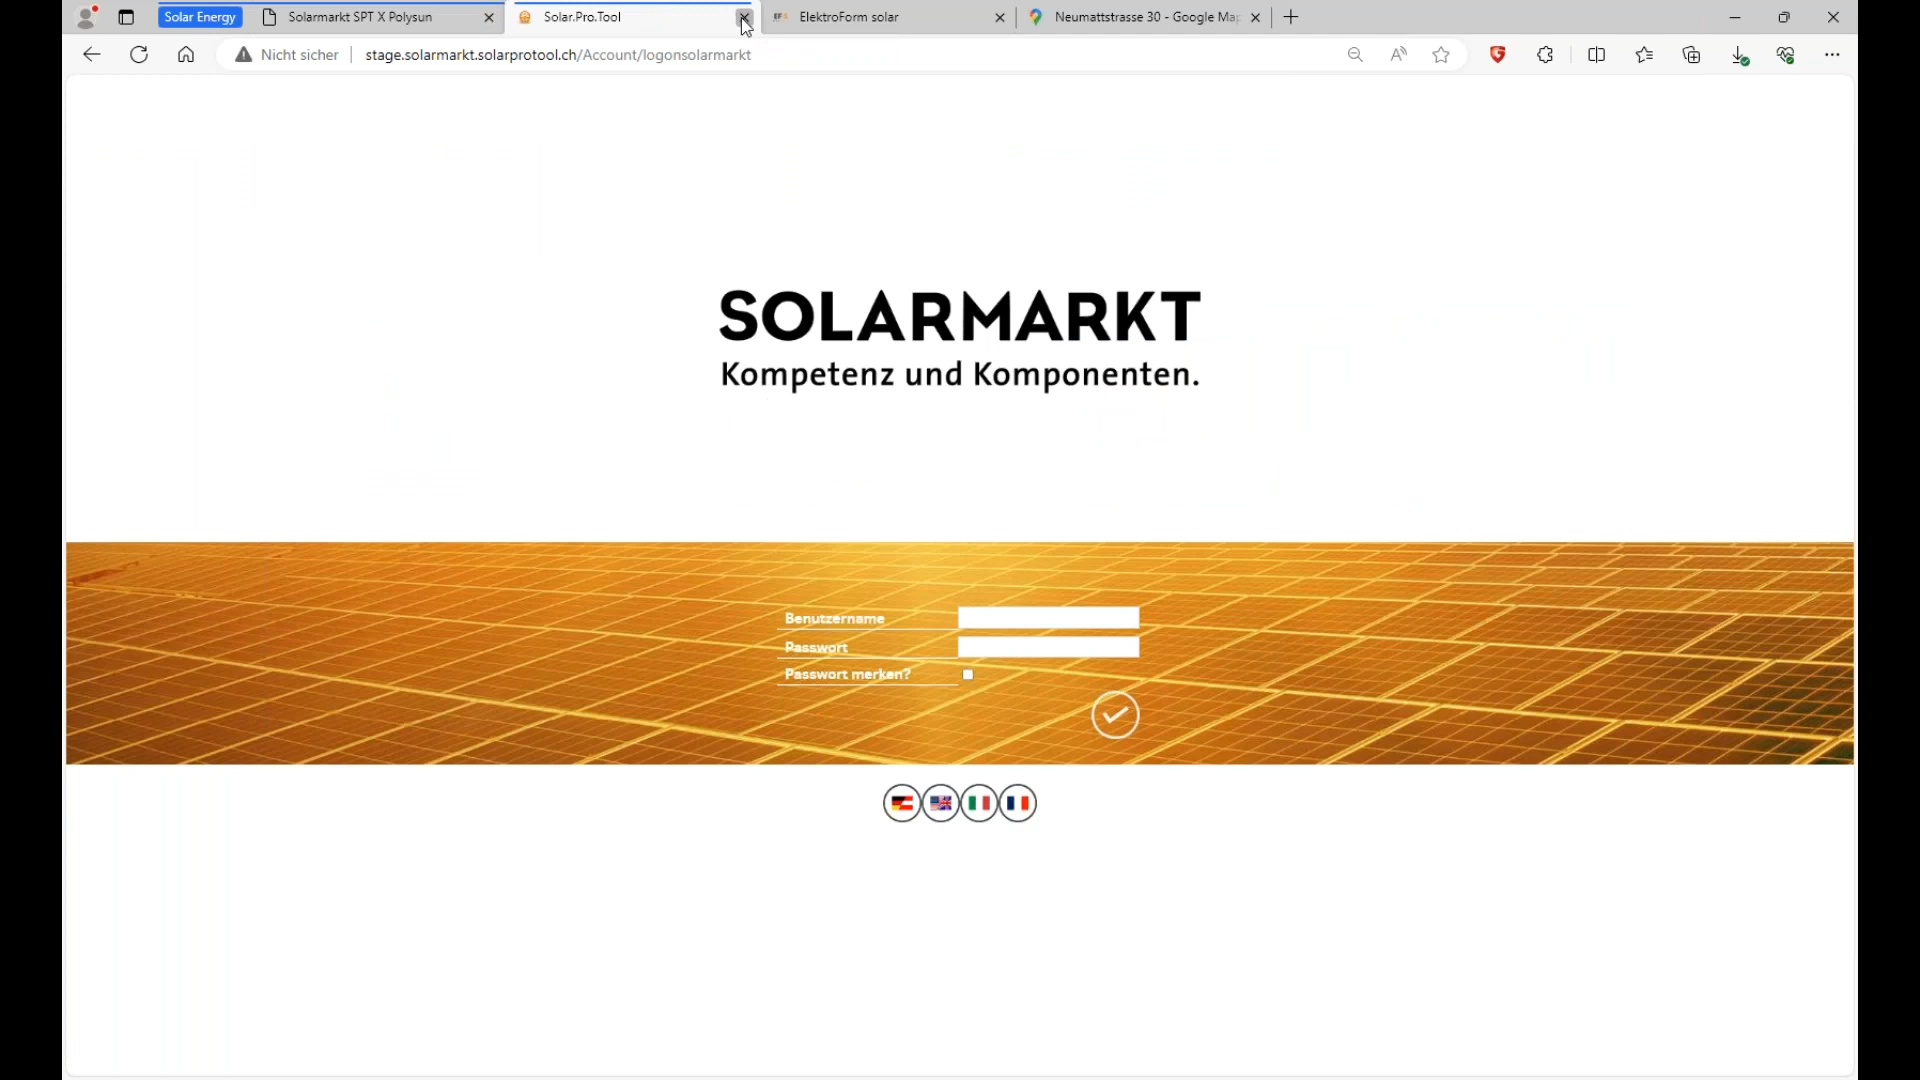 Solar Energy
Solarmarkt SPT X Polysun
Solar.Pro.Tool
ElektroForm solar
Neumattstrasse 30 - Google Ma
Nicht sicher
stage.solarmarkt.solarprotool.ch/Account/logonsolarmarkt
SOLARMARKT
Kompetenz und Komponenten.
Benutzername
Passwort
Passwort merken?